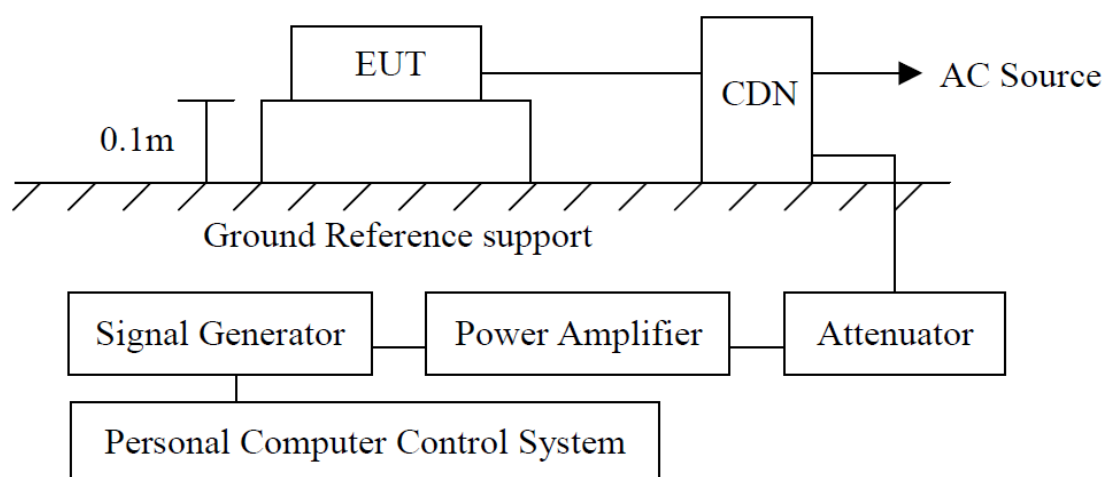 EUT
CDN
AC Source
0.1m
Ground Reference support
Signal Generator
Power Amplifier
Attenuator
Personal Computer Control System